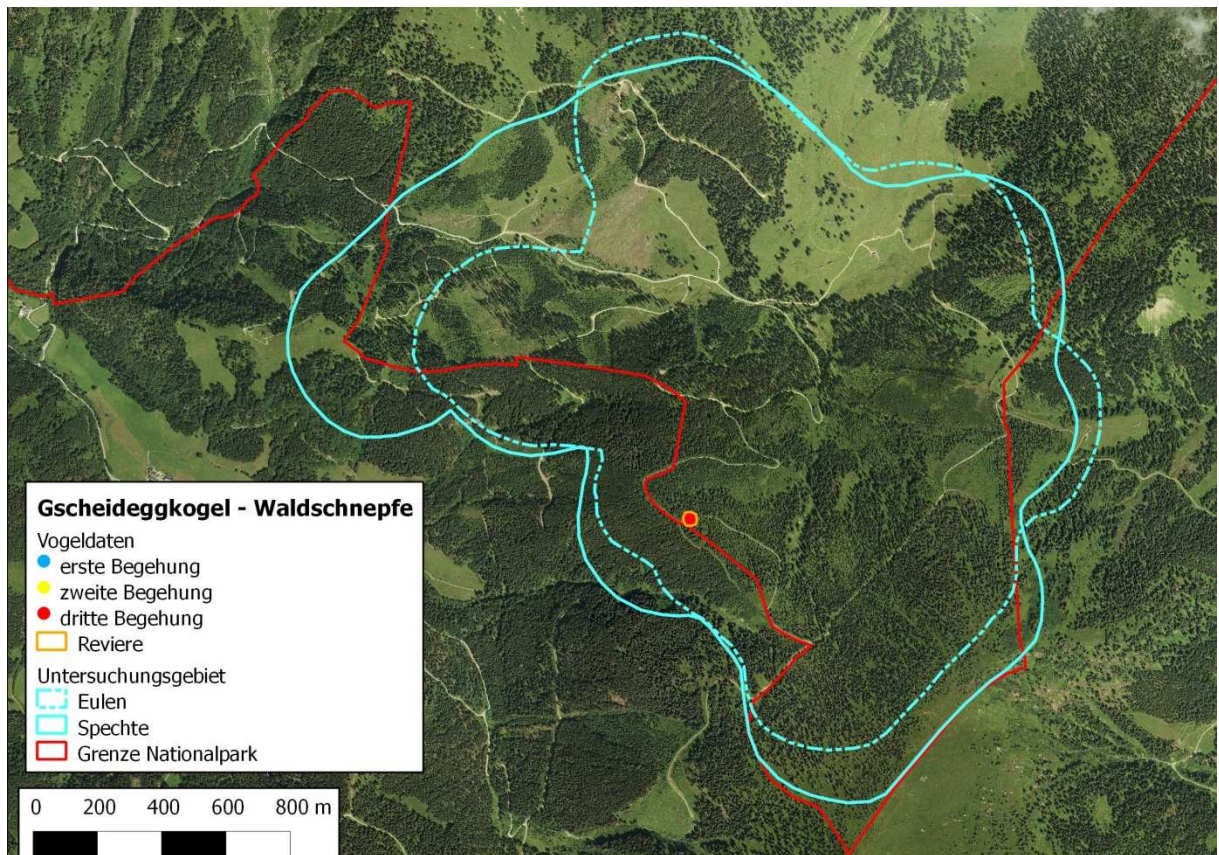 Gscheideggkogel - Waldschnepfe
Vogeldaten
erste Begehung
zweite Begehung
dritte Begehung
Reviere
Untersuchungsgebiet
Eulen
Spechte
Grenze Nationalpark
0 200 400 600 800 m